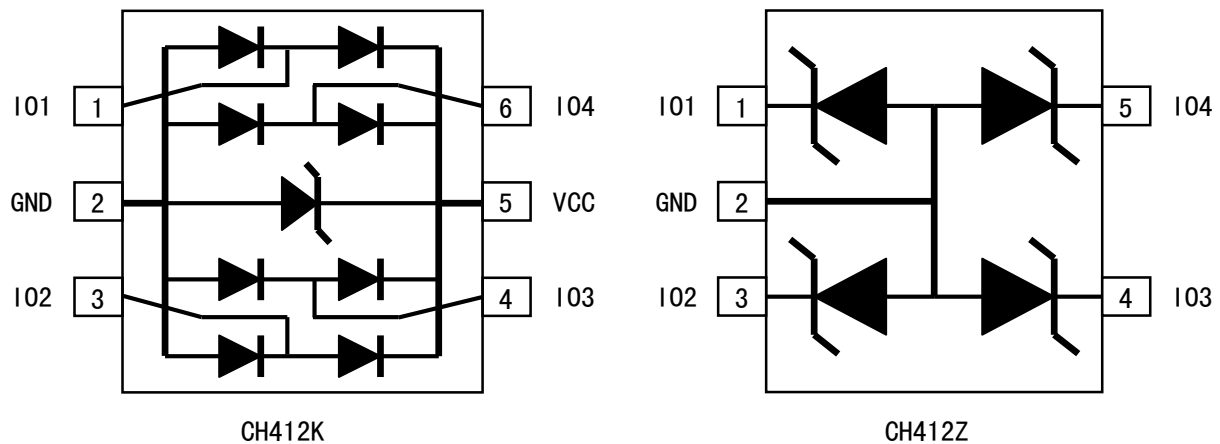 IO1 1 6 IO4
GND 2 5 VCC
IO2 3 4 IO3
CH412K
IO1 1 5 IO4
GND 2
IO2 3 4 IO3
CH412Z